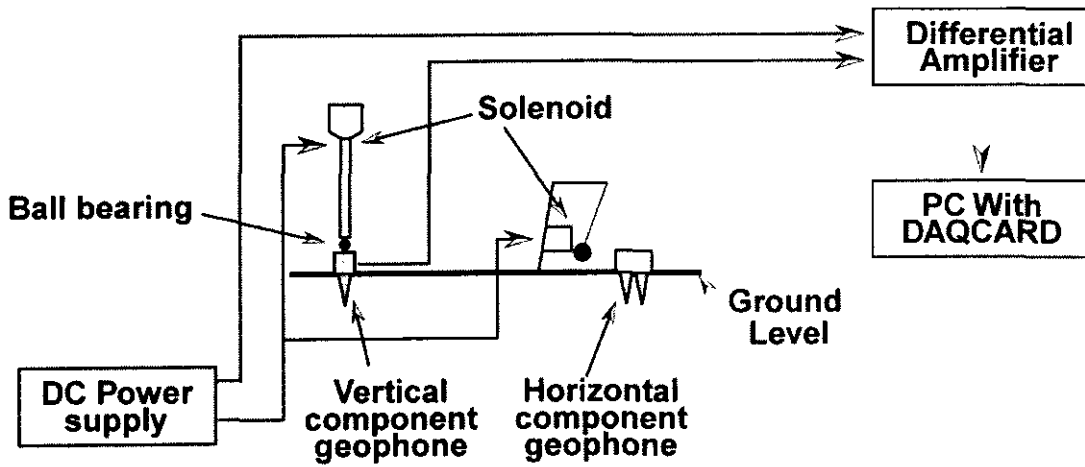 Differential
Amplifier
Solenoid
Ball bearing
PC With
DAQCARD
Ground
Level
DC Power
supply
Vertical
component
geophone
Horizontal
component
geophone